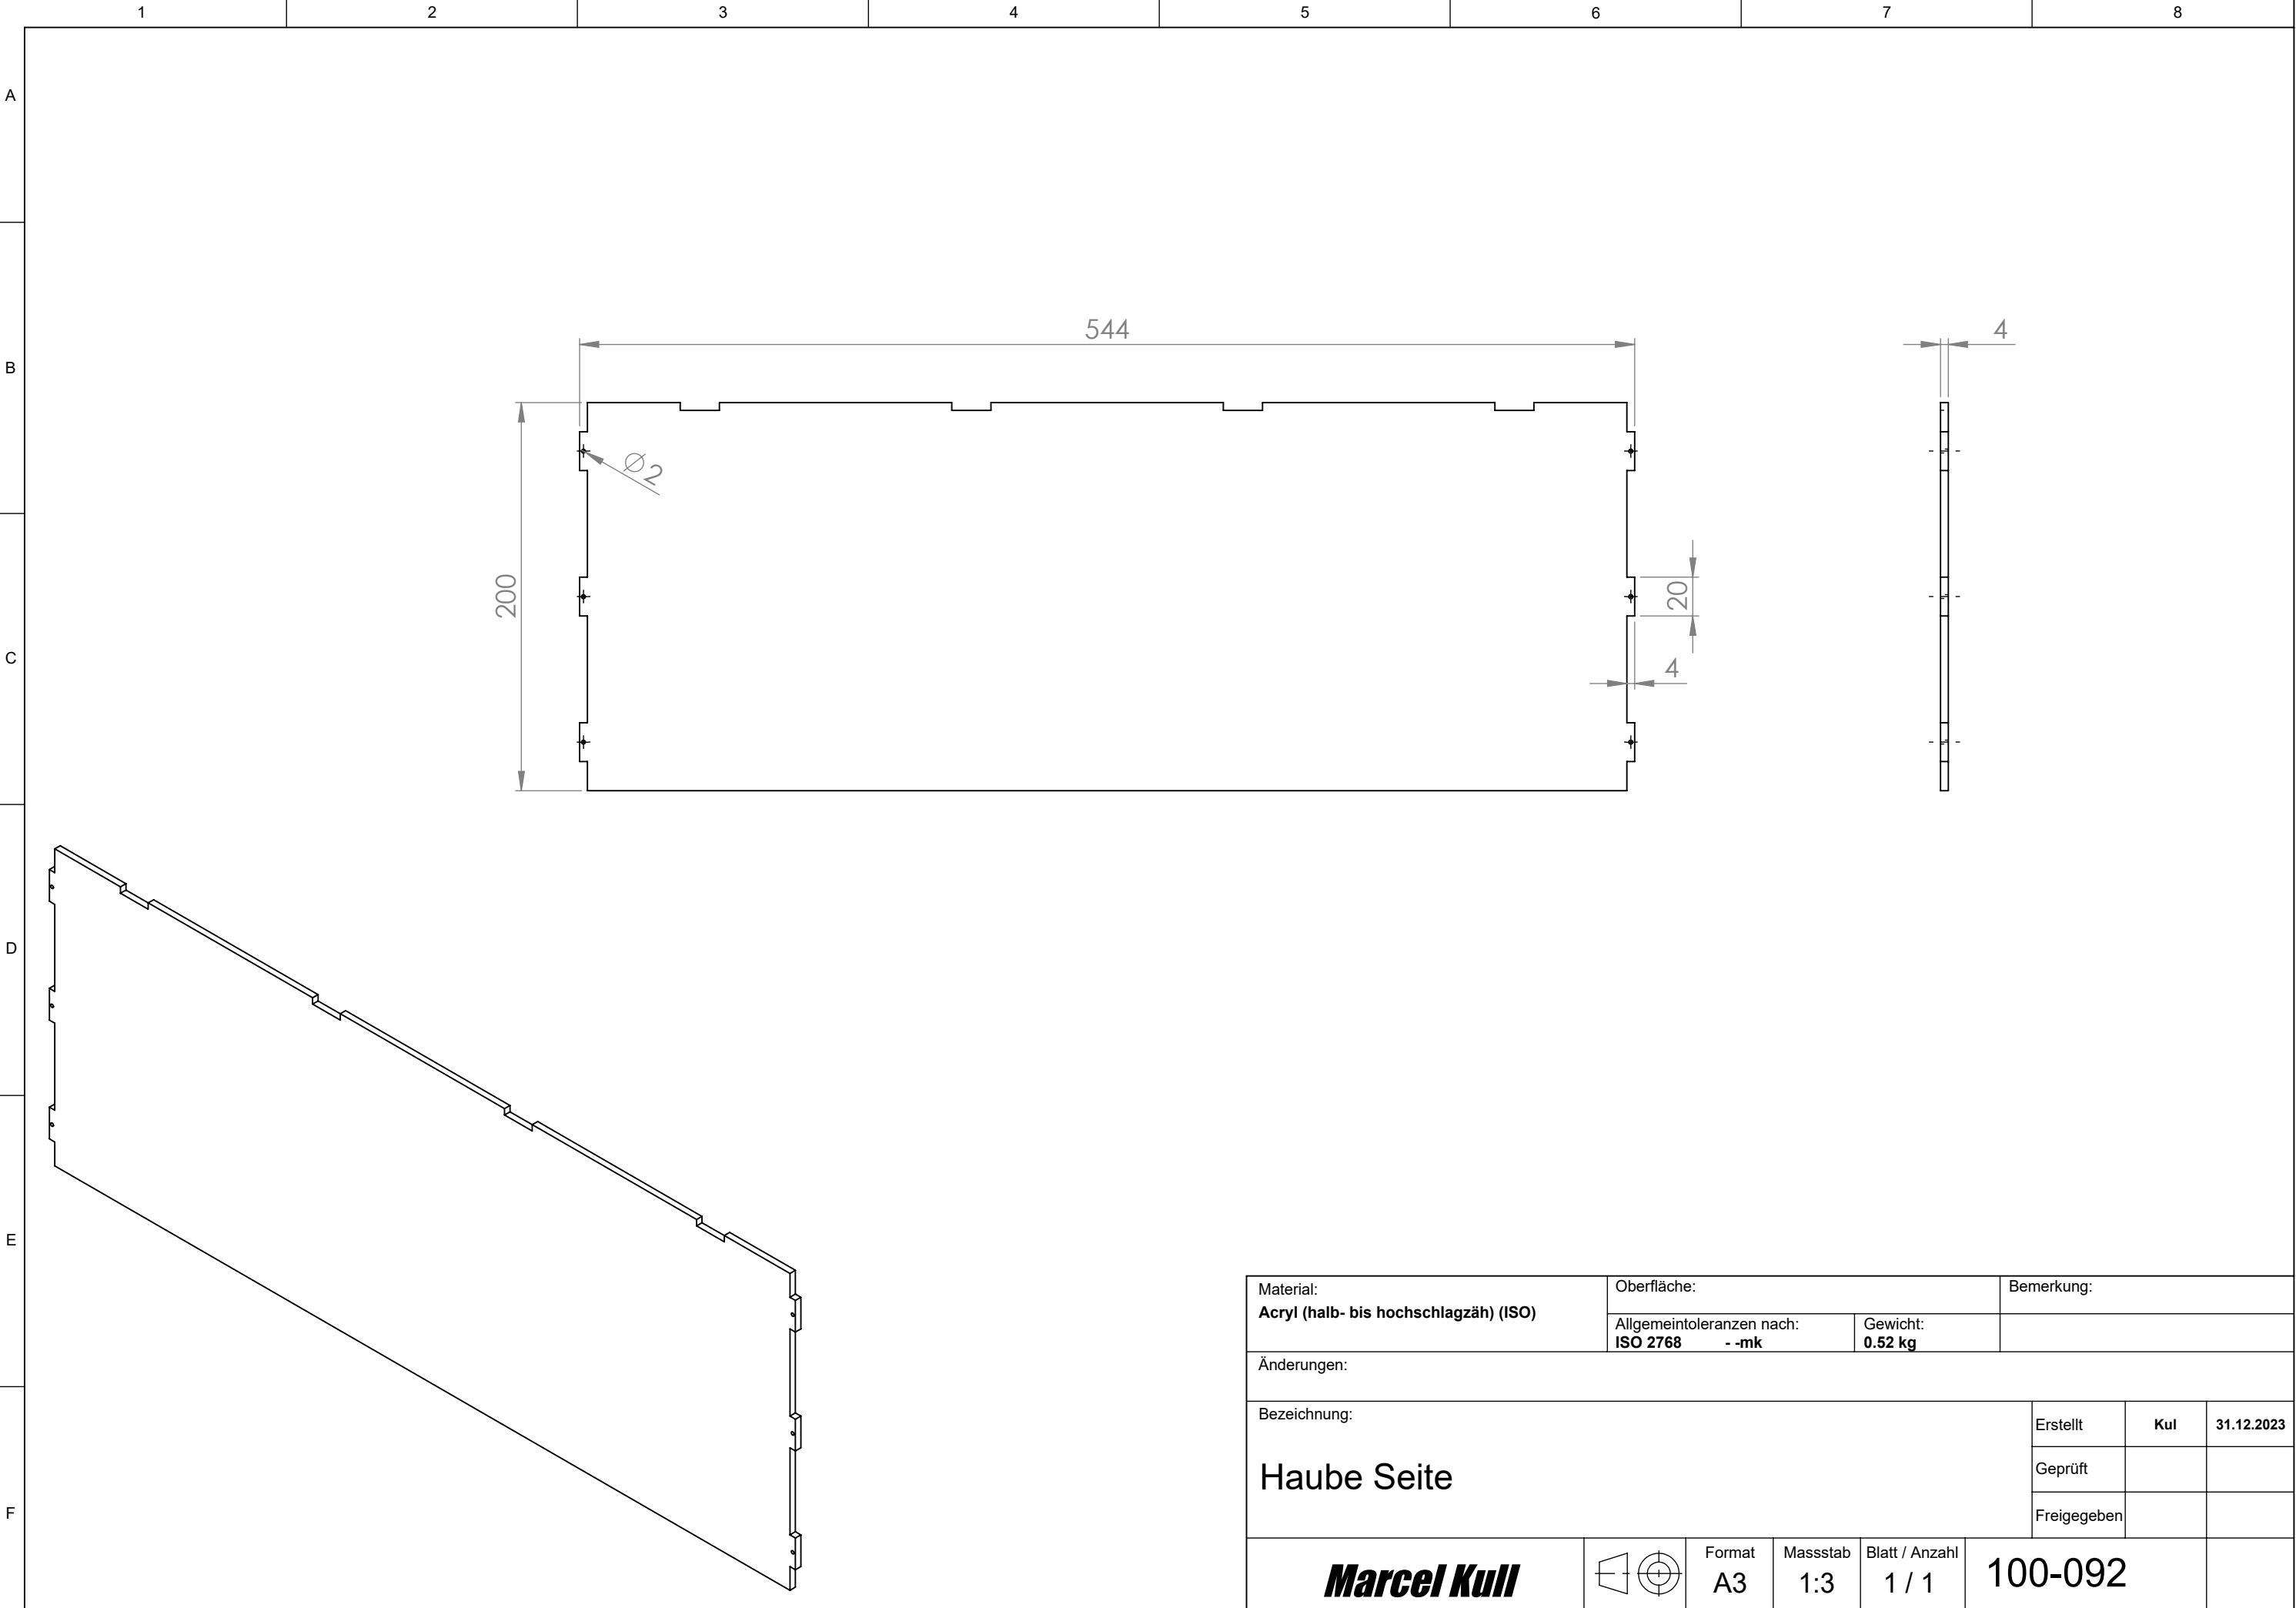 1 2 3 4 5 6 7 8
A
B
C
D
E
F
544
4
200
⌀2
20
4
Material:
Acryl (halb- bis hochschlagzäh) (ISO)
Oberfläche:
Bemerkung:
Allgemeintoleranzen nach:
ISO 2768 - -mk
Gewicht:
0.52 kg
Änderungen:
Bezeichnung:
Haube Seite
Erstellt Kul 31.12.2023
Geprüft
Freigegeben
Marcel Kull
Format
A3
Massstab
1:3
Blatt / Anzahl
1 / 1
100-092